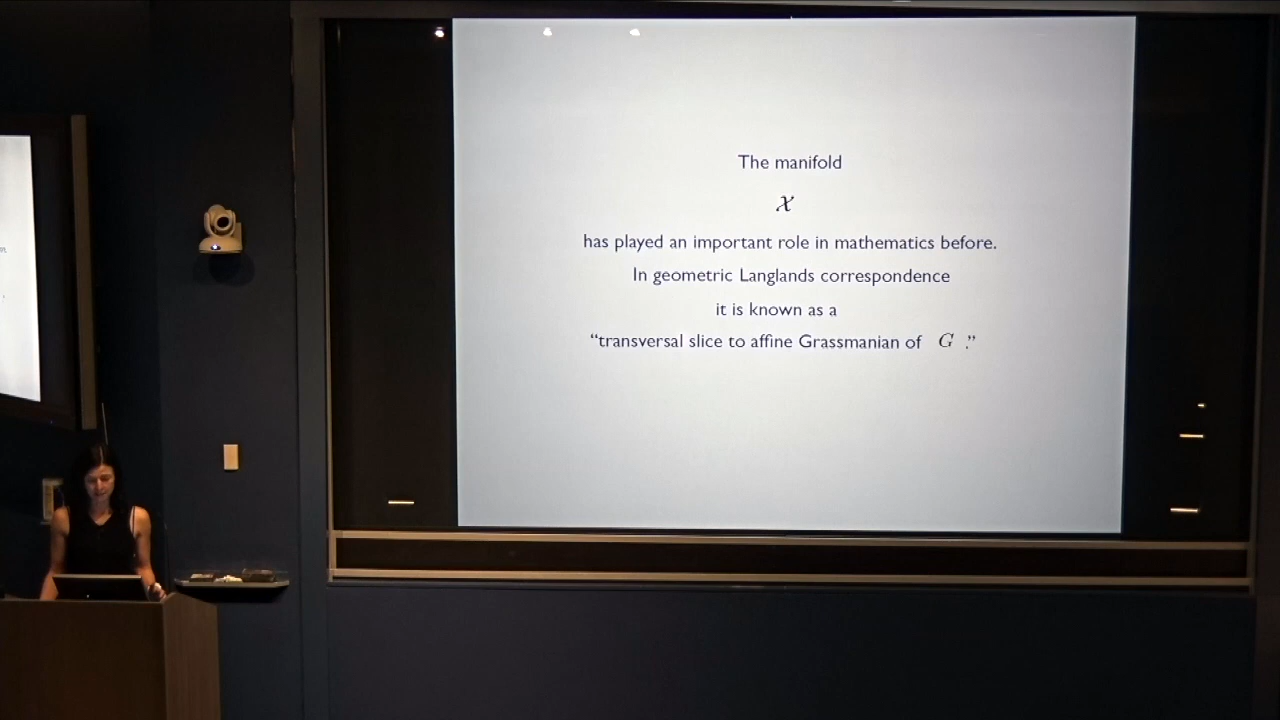 The manifold
𝒳
has played an important role in mathematics before.
In geometric Langlands correspondence
it is known as a
“transversal slice to affine Grassmanian of G .”